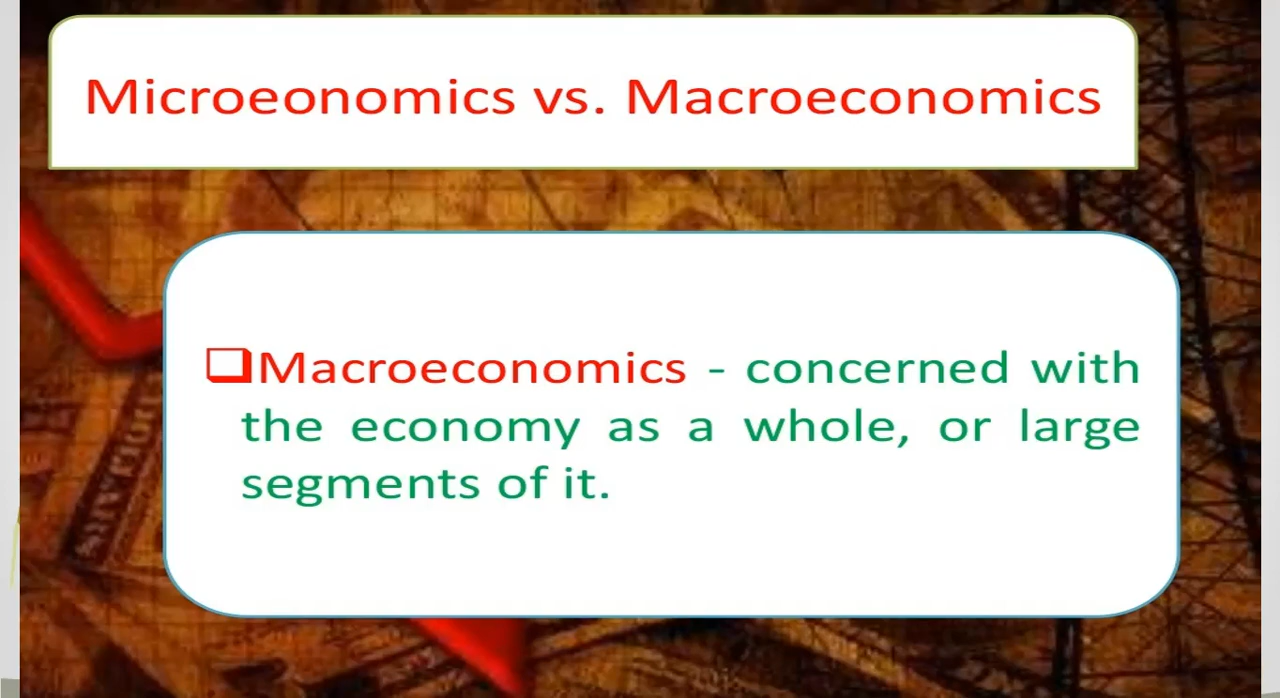 Microeonomics vs. Macroeconomics
❑Macroeconomics - concerned with
the economy as a whole, or large
segments of it.